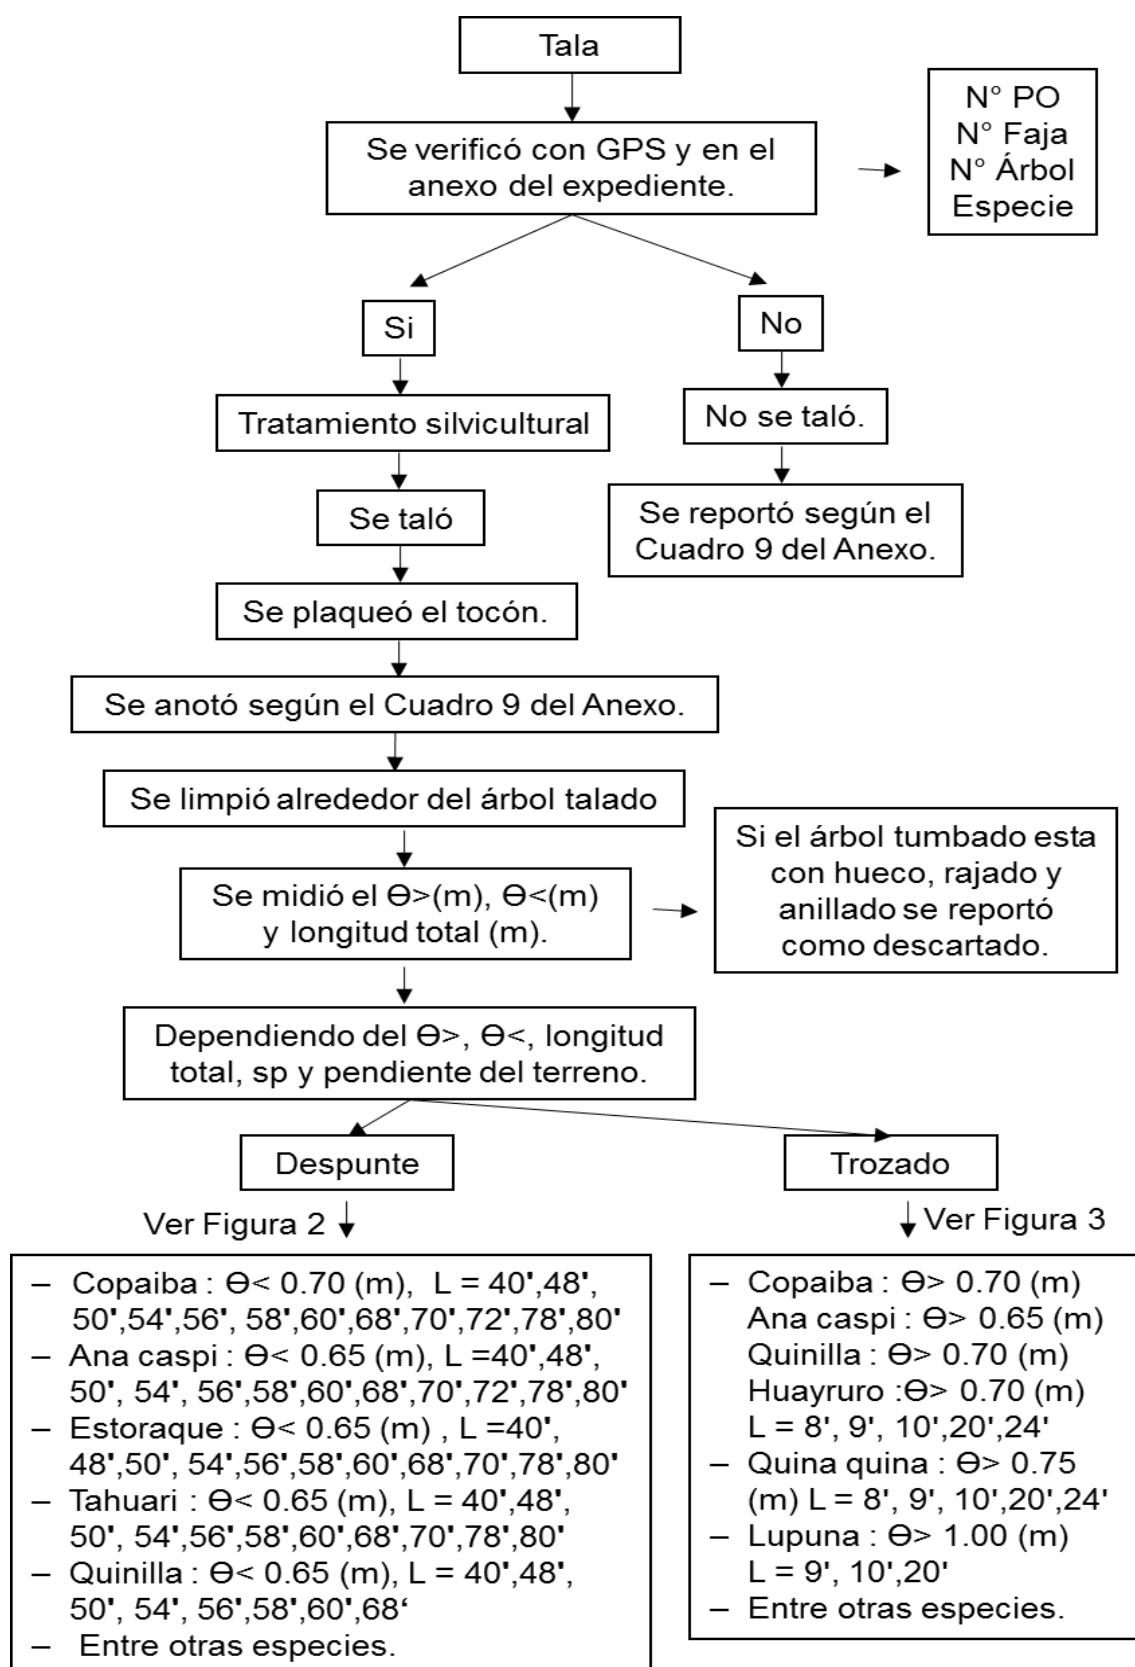 Tala
N° PO
N° Faja
N° Árbol
Especie
Se verificó con GPS y en el
anexo del expediente.
Si
No
Tratamiento silvicultural
No se taló.
Se taló
Se reportó según el
Cuadro 9 del Anexo.
Se plaqueó el tocón.
Se anotó según el Cuadro 9 del Anexo.
Se limpió alrededor del árbol talado
Si el árbol tumbado esta
con hueco, rajado y
anillado se reportó
como descartado.
Se midió el Ө>(m), Ө<(m)
y longitud total (m).
Dependiendo del Ө>, Ө<, longitud
total, sp y pendiente del terreno.
Despunte
Trozado
Ver Figura 2
Ver Figura 3
– Copaiba : Ө< 0.70 (m), L = 40',48',
50',54',56', 58',60',68',70',72',78',80'
– Ana caspi : Ө< 0.65 (m), L =40',48',
50', 54', 56',58',60',68',70',72',78',80'
– Estoraque : Ө< 0.65 (m) , L =40',
48',50', 54',56',58',60',68',70',78',80'
– Tahuari : Ө< 0.65 (m), L = 40',48',
50', 54',56',58',60',68',70',78',80'
– Quinilla : Ө< 0.65 (m), L = 40',48',
50', 54', 56',58',60',68‘
– Entre otras especies.
– Copaiba : Ө> 0.70 (m)
Ana caspi : Ө> 0.65 (m)
Quinilla : Ө> 0.70 (m)
Huayruro :Ө> 0.70 (m)
L = 8', 9', 10',20',24'
– Quina quina : Ө> 0.75
(m) L = 8', 9', 10',20',24'
– Lupuna : Ө> 1.00 (m)
L = 9', 10',20'
– Entre otras especies.